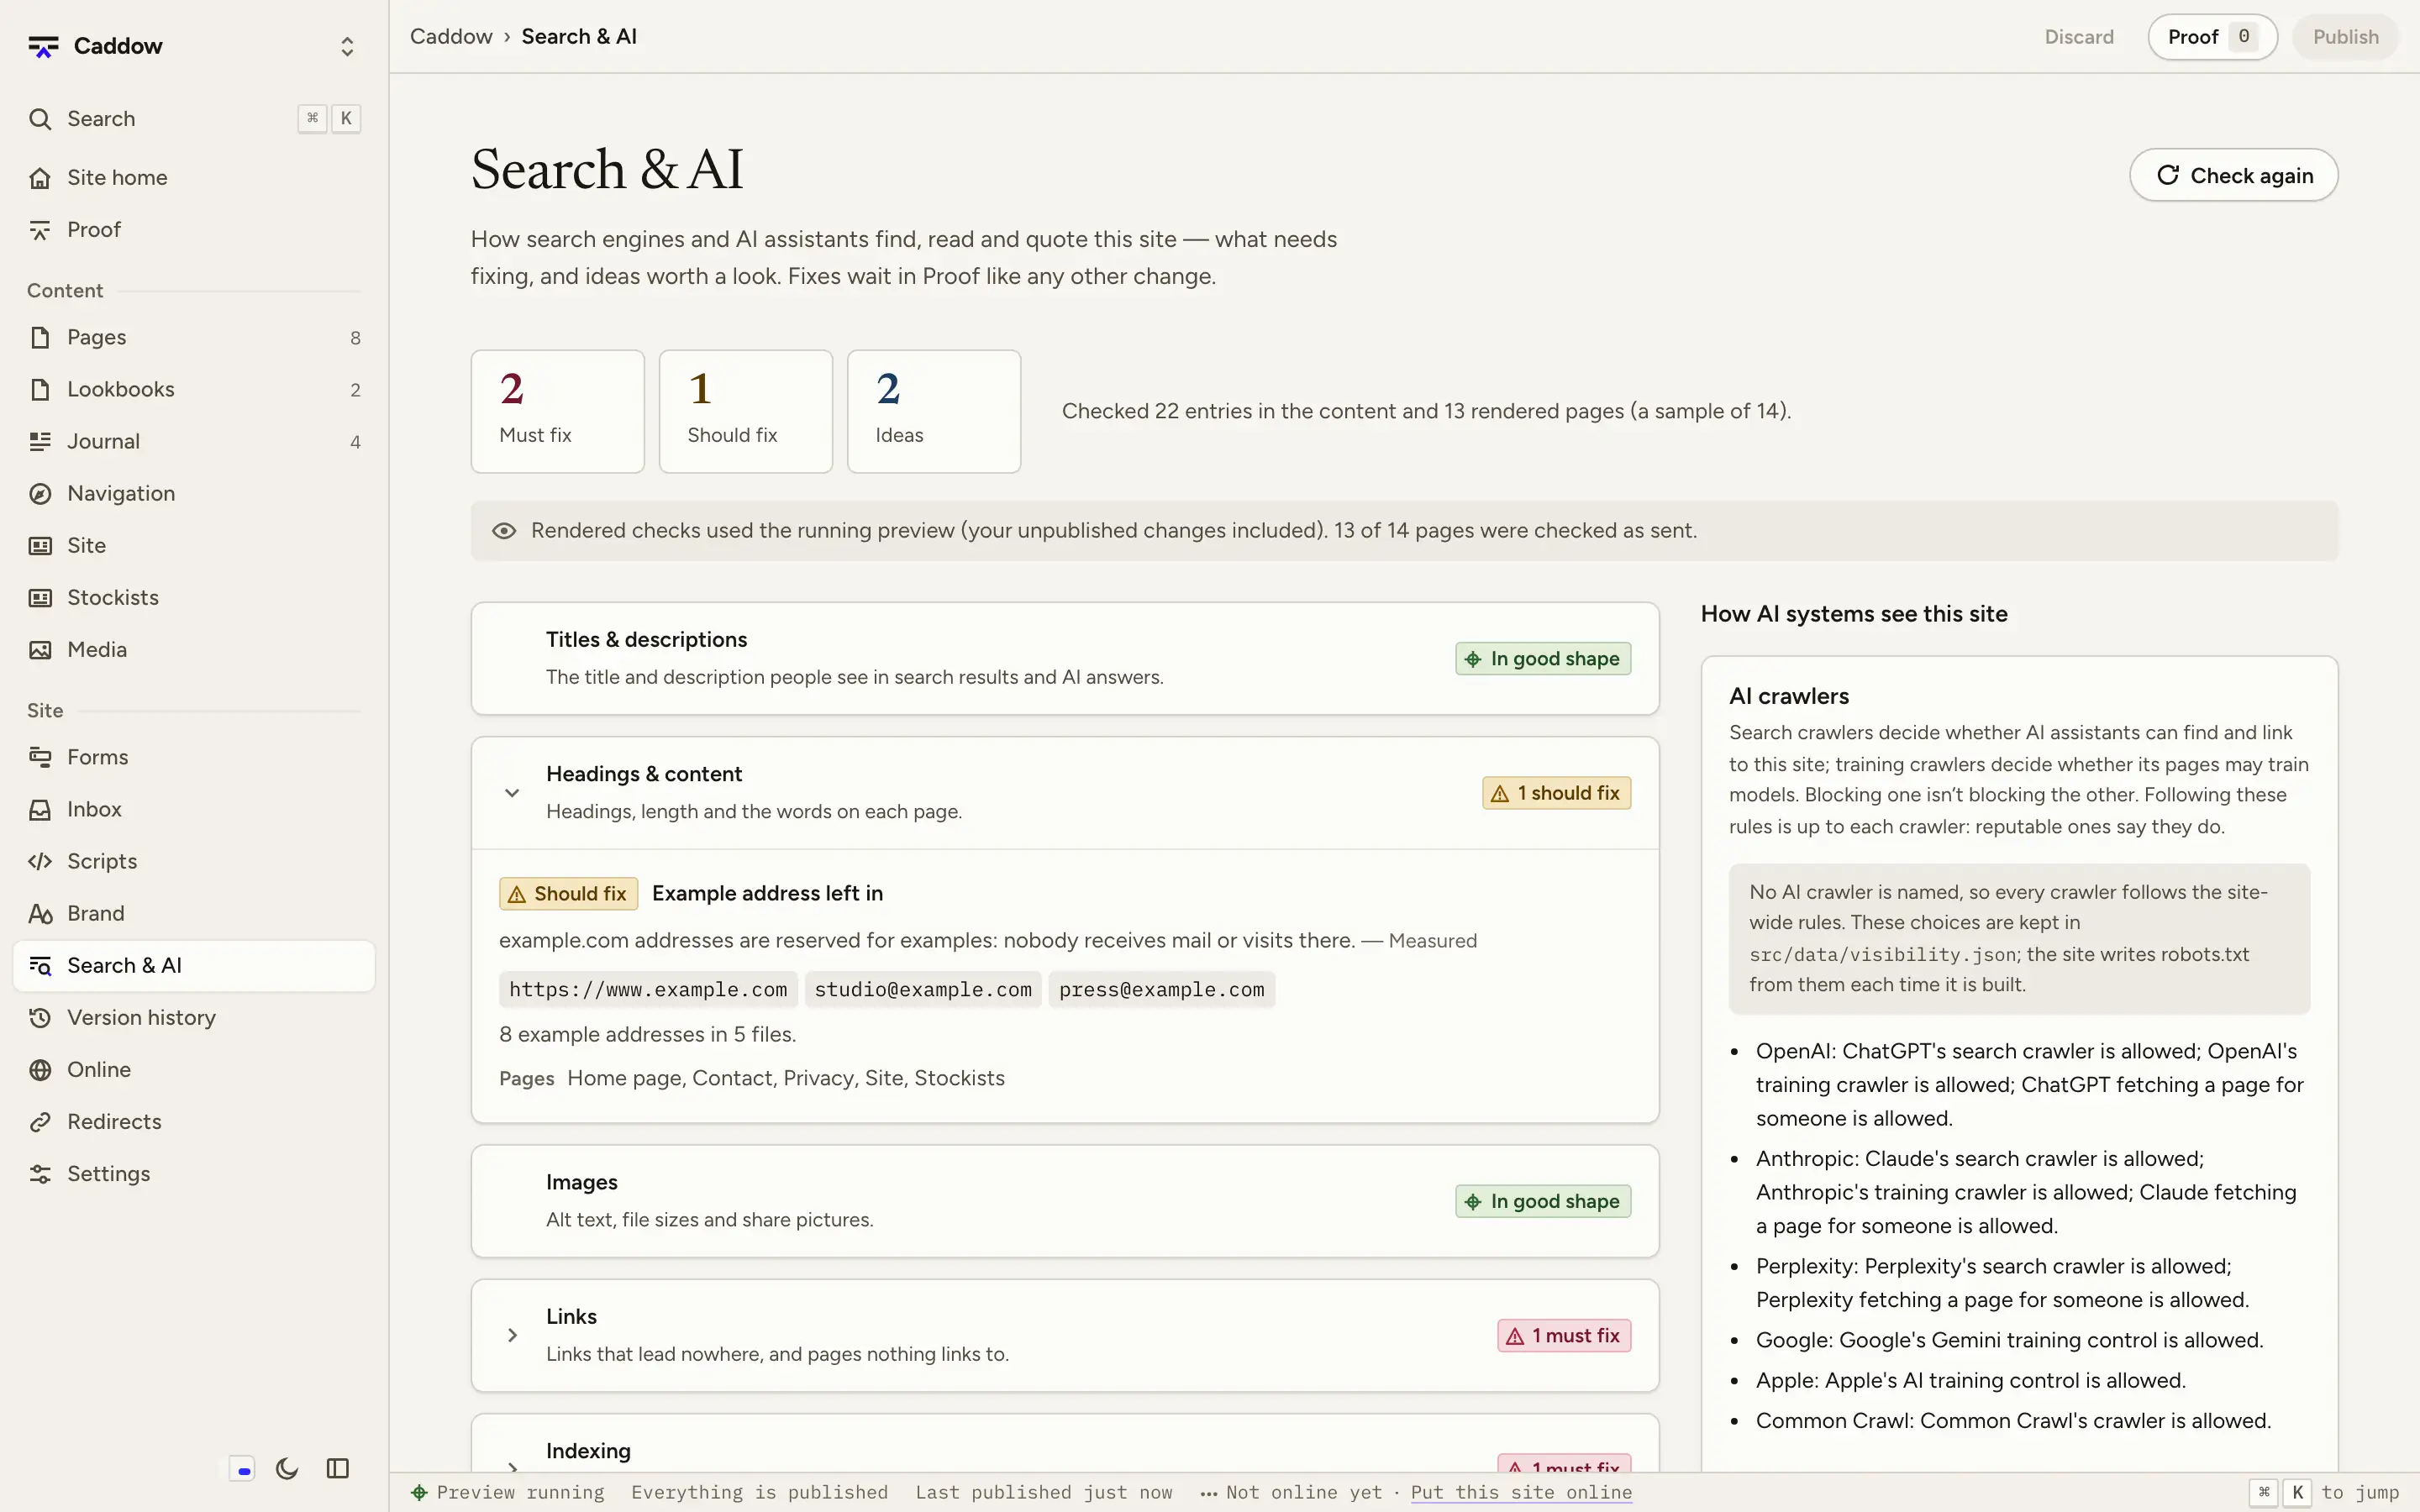 Caddow
Search ⌘ K
Site home
Proof
Content
Pages 8
Lookbooks 2
Journal 4
Navigation
Site
Stockists
Media
Site
Forms
Inbox
Scripts
Brand
Search & AI
Version history
Online
Redirects
Settings
Caddow › Search & AI
Discard
Proof 0
Publish
Search & AI
Check again
How search engines and AI assistants find, read and quote this site — what needs
fixing, and ideas worth a look. Fixes wait in Proof like any other change.
2
Must fix
1
Should fix
2
Ideas
Checked 22 entries in the content and 13 rendered pages (a sample of 14).
Rendered checks used the running preview (your unpublished changes included). 13 of 14 pages were checked as sent.
Titles & descriptions
The title and description people see in search results and AI answers.
In good shape
Headings & content
Headings, length and the words on each page.
1 should fix
Should fix Example address left in
example.com addresses are reserved for examples: nobody receives mail or visits there. — Measured
https://www.example.com studio@example.com press@example.com
8 example addresses in 5 files.
Pages Home page, Contact, Privacy, Site, Stockists
Images
Alt text, file sizes and share pictures.
In good shape
Links
Links that lead nowhere, and pages nothing links to.
1 must fix
Indexing
1 must fix
How AI systems see this site
AI crawlers
Search crawlers decide whether AI assistants can find and link
to this site; training crawlers decide whether its pages may train
models. Blocking one isn’t blocking the other. Following these
rules is up to each crawler: reputable ones say they do.
No AI crawler is named, so every crawler follows the site-
wide rules. These choices are kept in
src/data/visibility.json; the site writes robots.txt
from them each time it is built.
• OpenAI: ChatGPT's search crawler is allowed; OpenAI's
training crawler is allowed; ChatGPT fetching a page for
someone is allowed.
• Anthropic: Claude's search crawler is allowed;
Anthropic's training crawler is allowed; Claude fetching
a page for someone is allowed.
• Perplexity: Perplexity's search crawler is allowed;
Perplexity fetching a page for someone is allowed.
• Google: Google's Gemini training control is allowed.
• Apple: Apple's AI training control is allowed.
• Common Crawl: Common Crawl's crawler is allowed.
Preview running Everything is published Last published just now ••• Not online yet · Put this site online
⌘ K to jump